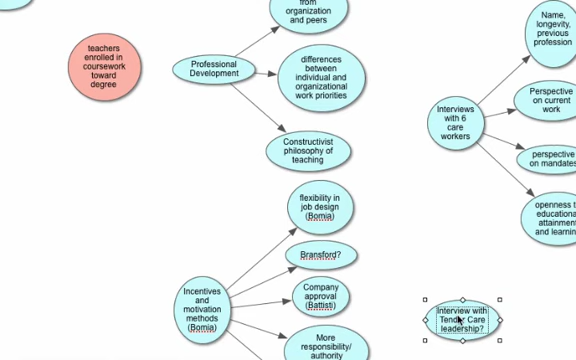 from
organization
and peers
teachers
enrolled in
coursework
toward
degree
Professional
Development
differences
between
individual and
organizational
work priorities
Constructivist
philosophy of
teaching
Name,
longevity,
previous
profession
Interviews
with 6
care
workers
Perspective
on current
work
perspective
on mandates
openness t
educationa
attainment
and learnin
flexibility in
job design
(Bomia)
Bransford?
Incentives
and
motivation
methods
(Bomia)
Company
approval
(Battisti)
More
responsibility/
authority
Interview with
Tender Care
leadership?